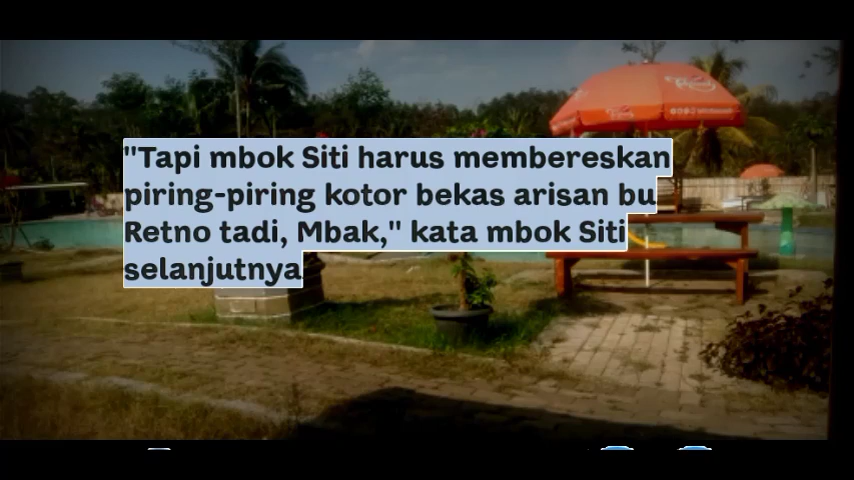 "Tapi mbok Siti harus membereskan
piring-piring kotor bekas arisan bu
Retno tadi, Mbak," kata mbok Siti
selanjutnya